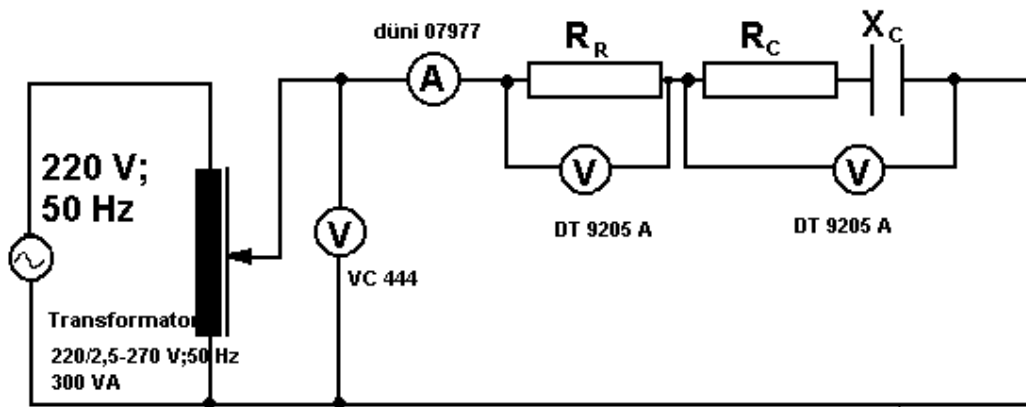 düni 07977
R R
R C
X C
A
220 V;
50 Hz
V
V
V
DT 9205 A
DT 9205 A
VC 444
Transformator
220/2,5-270 V;50 Hz
300 VA